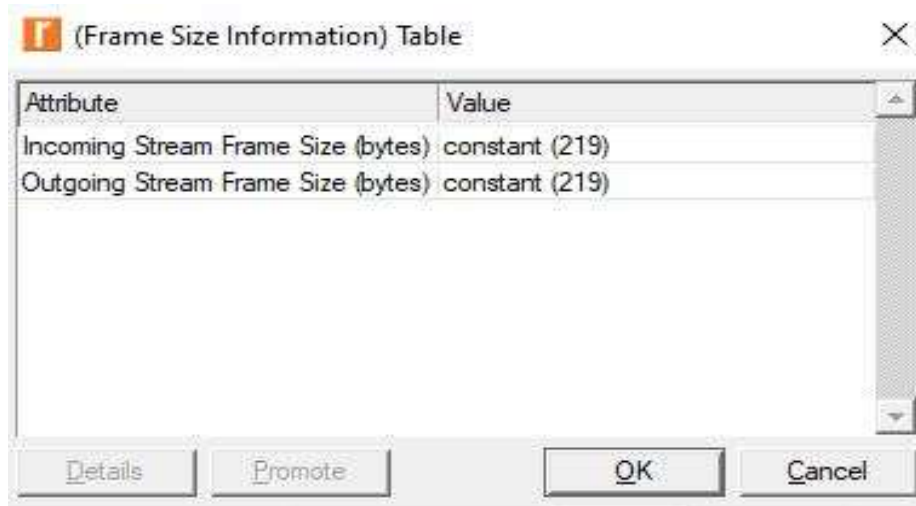 (Frame Size Information) Table
Attribute Value
Incoming Stream Frame Size (bytes) constant (219)
Outgoing Stream Frame Size (bytes) constant (219)
Details Promote OK Cancel